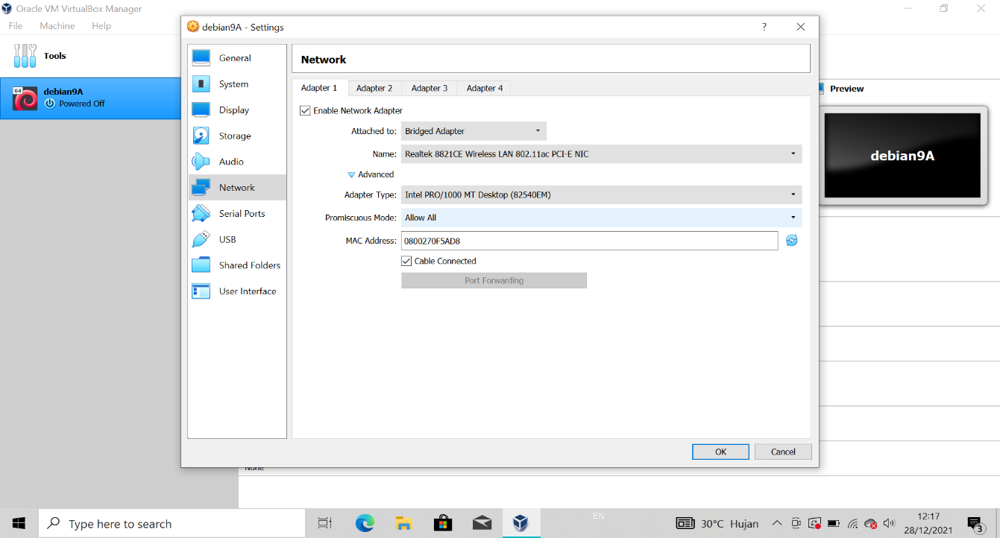 Oracle VM VirtualBox Manager
File Machine Help
Tools
64
debian9A
Powered Off
debian9A - Settings
?
General
System
Display
Storage
Audio
Network
Serial Ports
USB
Shared Folders
User Interface
Network
Adapter 1 Adapter 2 Adapter 3 Adapter 4
Enable Network Adapter
Attached to: Bridged Adapter
Name: Realtek 8821CE Wireless LAN 802.11ac PCI-E NIC
Advanced
Adapter Type: Intel PRO/1000 MT Desktop (82540EM)
Promiscuous Mode: Allow All
MAC Address: 0800270F5AD8
Cable Connected
Port Forwarding
OK Cancel
Preview
debian9A
None
Type here to search
EN
30°C Hujan
12:17
28/12/2021
3